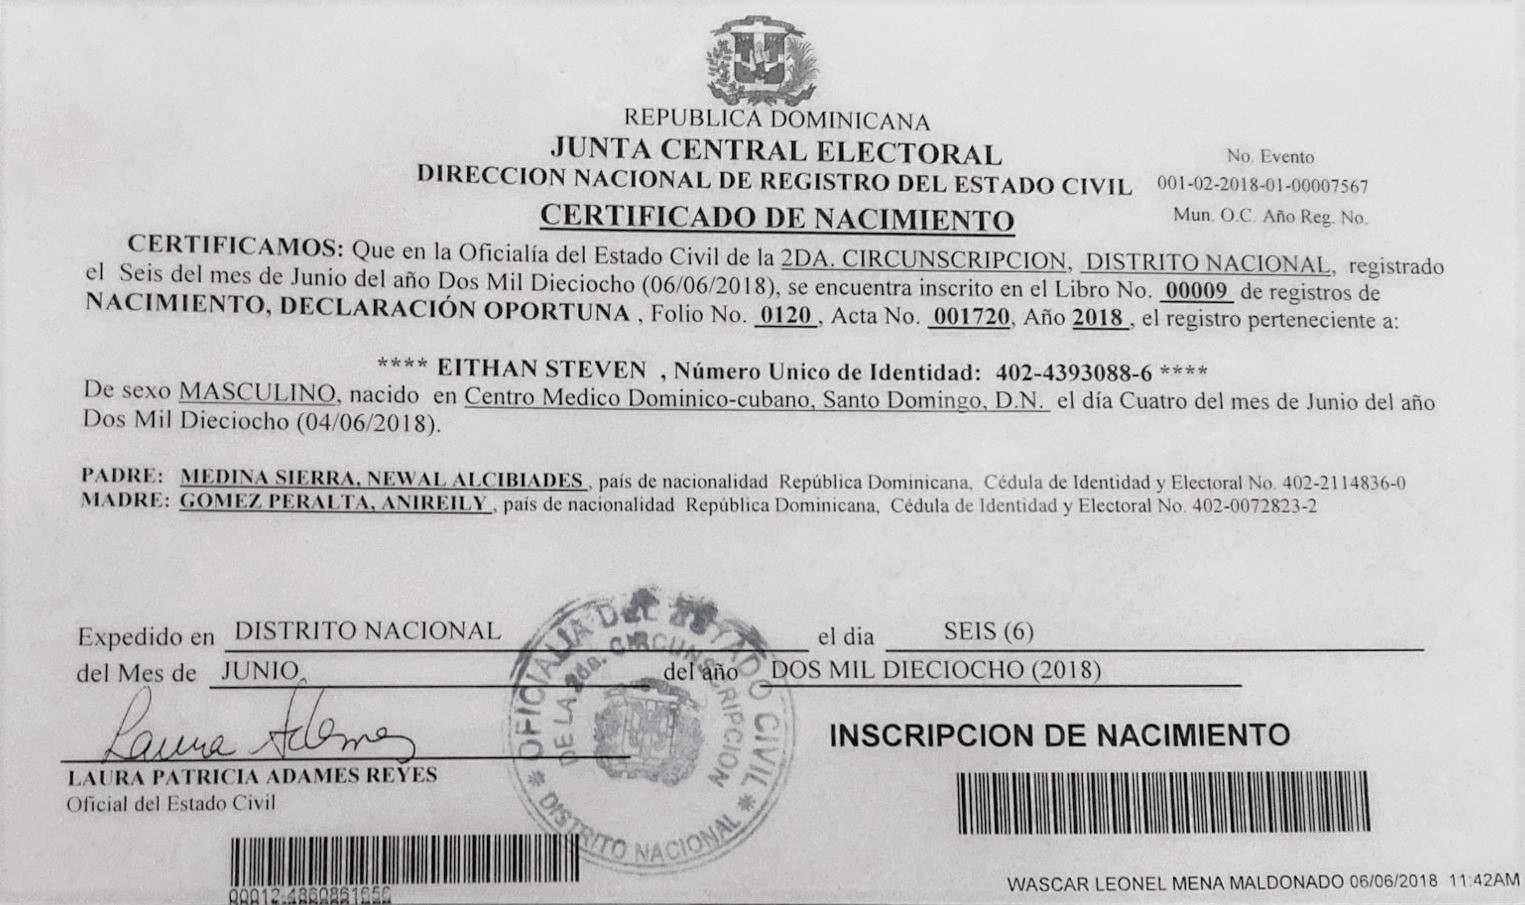 REPUBLICA DOMINICANA
JUNTA CENTRAL ELECTORAL
DIRECCION NACIONAL DE REGISTRO DEL ESTADO CIVIL
CERTIFICADO DE NACIMIENTO
No. Evento
001-02-2018-01-00007567
Mun. O.C. Año Reg. No.
CERTIFICAMOS: Que en la Oficialía del Estado Civil de la 2DA. CIRCUNSCRIPCION, DISTRITO NACIONAL, registrado
el Seis del mes de Junio del año Dos Mil Dieciocho (06/06/2018), se encuentra inscrito en el Libro No. 00009 de registros de
NACIMIENTO, DECLARACIÓN OPORTUNA , Folio No. 0120 , Acta No. 001720, Año 2018 , el registro perteneciente a:
**** EITHAN STEVEN , Número Unico de Identidad: 402-4393088-6 ****
De sexo MASCULINO, nacido en Centro Medico Dominico-cubano, Santo Domingo, D.N. el día Cuatro del mes de Junio del año
Dos Mil Dieciocho (04/06/2018).
PADRE: MEDINA SIERRA, NEWAL ALCIBIADES , país de nacionalidad República Dominicana, Cédula de Identidad y Electoral No. 402-2114836-0
MADRE: GOMEZ PERALTA, ANIREILY , país de nacionalidad República Dominicana, Cédula de Identidad y Electoral No. 402-0072823-2
Expedido en DISTRITO NACIONAL el dia SEIS (6)
del Mes de JUNIO, del año DOS MIL DIECIOCHO (2018)
OFICIALIA DEL ESTADO CIVIL
DE LA 2da. CIRCUNSCRIPCION
* DISTRITO NACIONAL *
Laura Adames
LAURA PATRICIA ADAMES REYES
Oficial del Estado Civil
INSCRIPCION DE NACIMIENTO
WASCAR LEONEL MENA MALDONADO 06/06/2018 11:42AM